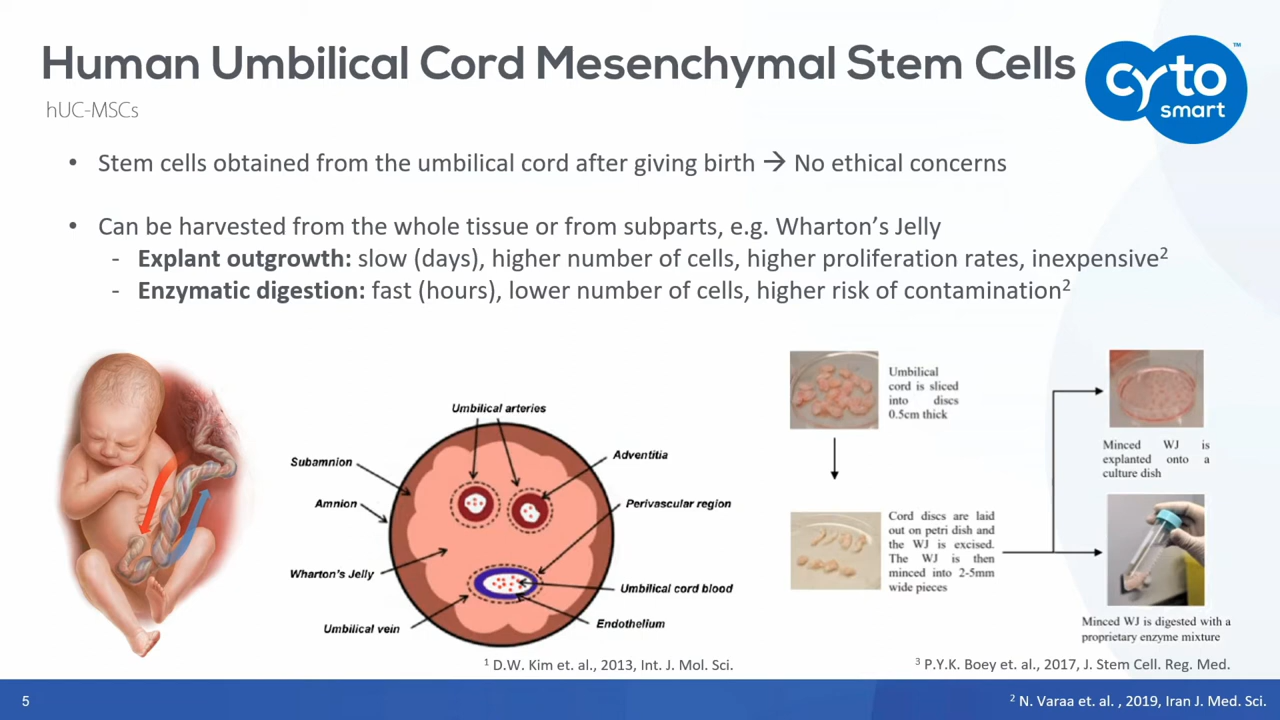 Human Umbilical Cord Mesenchymal Stem Cells
hUC-MSCs
cyto
smart
™
• Stem cells obtained from the umbilical cord after giving birth → No ethical concerns
• Can be harvested from the whole tissue or from subparts, e.g. Wharton's Jelly
- Explant outgrowth: slow (days), higher number of cells, higher proliferation rates, inexpensive²
- Enzymatic digestion: fast (hours), lower number of cells, higher risk of contamination²
Umbilical arteries
Subamnion
Adventitia
Amnion
Perivascular region
Wharton's Jelly
Umbilical cord blood
Umbilical vein
Endothelium
Umbilical
cord is sliced
into discs
0.5cm thick
Cord discs are laid
out on petri dish and
the WJ is excised.
The WJ is then
minced into 2-5mm
wide pieces
Minced WJ is
explanted onto a
culture dish
Minced WJ is digested with a
proprietary enzyme mixture
¹ D.W. Kim et. al., 2013, Int. J. Mol. Sci.
³ P.Y.K. Boey et. al., 2017, J. Stem Cell. Reg. Med.
5
² N. Varaa et. al. , 2019, Iran J. Med. Sci.